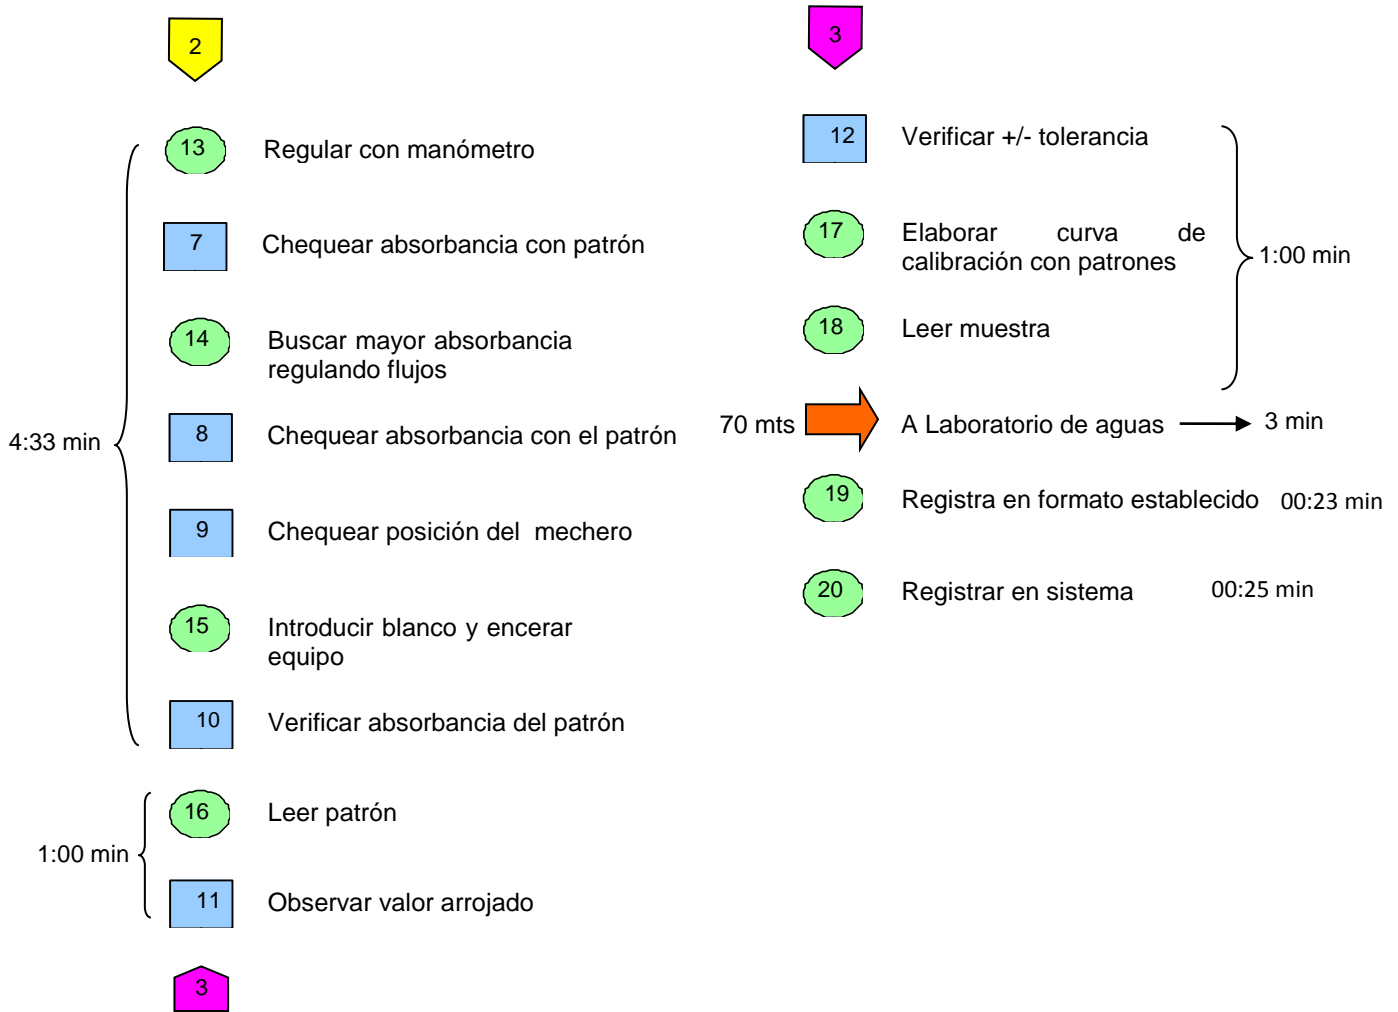 2
13 Regular con manómetro
7 Chequear absorbancia con patrón
14 Buscar mayor absorbancia
regulando flujos
4:33 min
8 Chequear absorbancia con el patrón
9 Chequear posición del mechero
15 Introducir blanco y encerar
equipo
10 Verificar absorbancia del patrón
16 Leer patrón
1:00 min
11 Observar valor arrojado
3
3
12 Verificar +/- tolerancia
17 Elaborar curva de
calibración con patrones
1:00 min
18 Leer muestra
70 mts A Laboratorio de aguas 3 min
19 Registra en formato establecido 00:23 min
20 Registrar en sistema 00:25 min